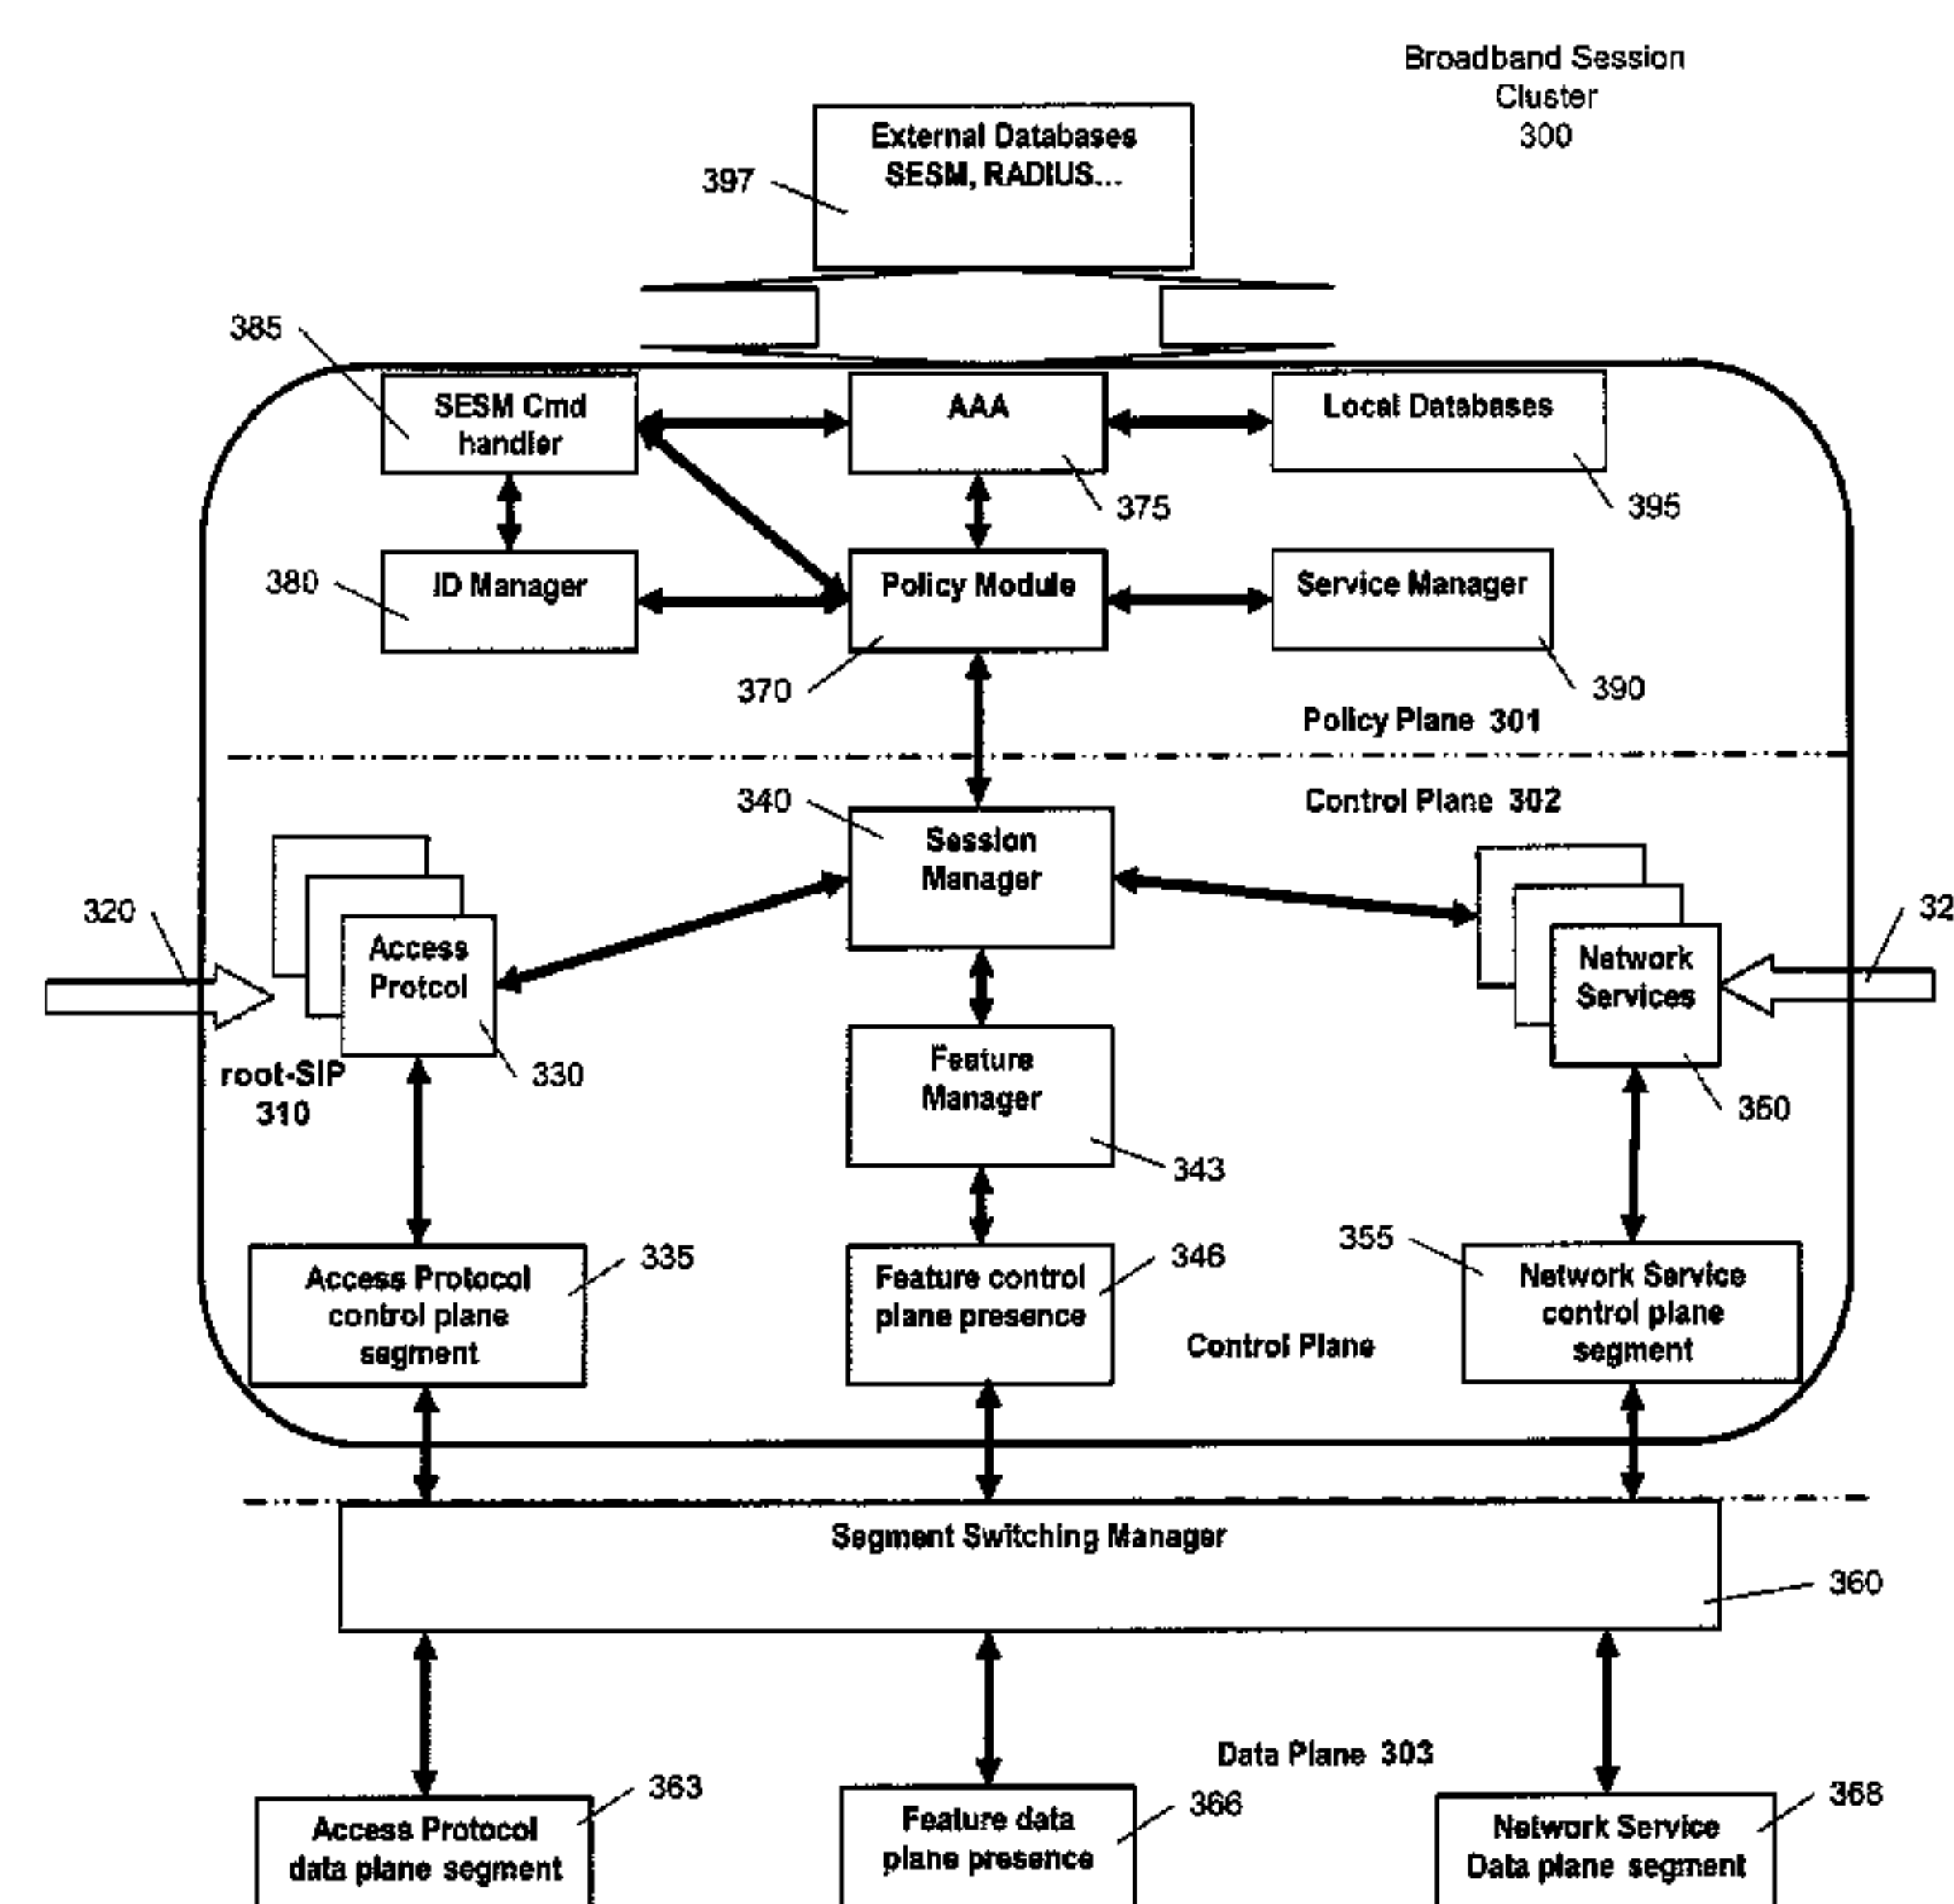 Broadband Session
Cluster
300
External Databases
SESM, RADIUS...
397
385
SESM Cmd
handler
AAA
Local Databases
375
395
380
ID Manager
Policy Module
Service Manager
370
390
Policy Plane 301
340
Control Plane 302
Session
Manager
320
Access
Protcol
32
Network
Services
root-SIP
310
330
Feature
Manager
360
343
335
Access Protocol
control plane
segment
346
Feature control
plane presence
355
Network Service
control plane
segment
Control Plane
Segment Switching Manager
360
Data Plane 303
363
Access Protocol
data plane segment
366
Feature data
plane presence
368
Network Service
Data plane segment